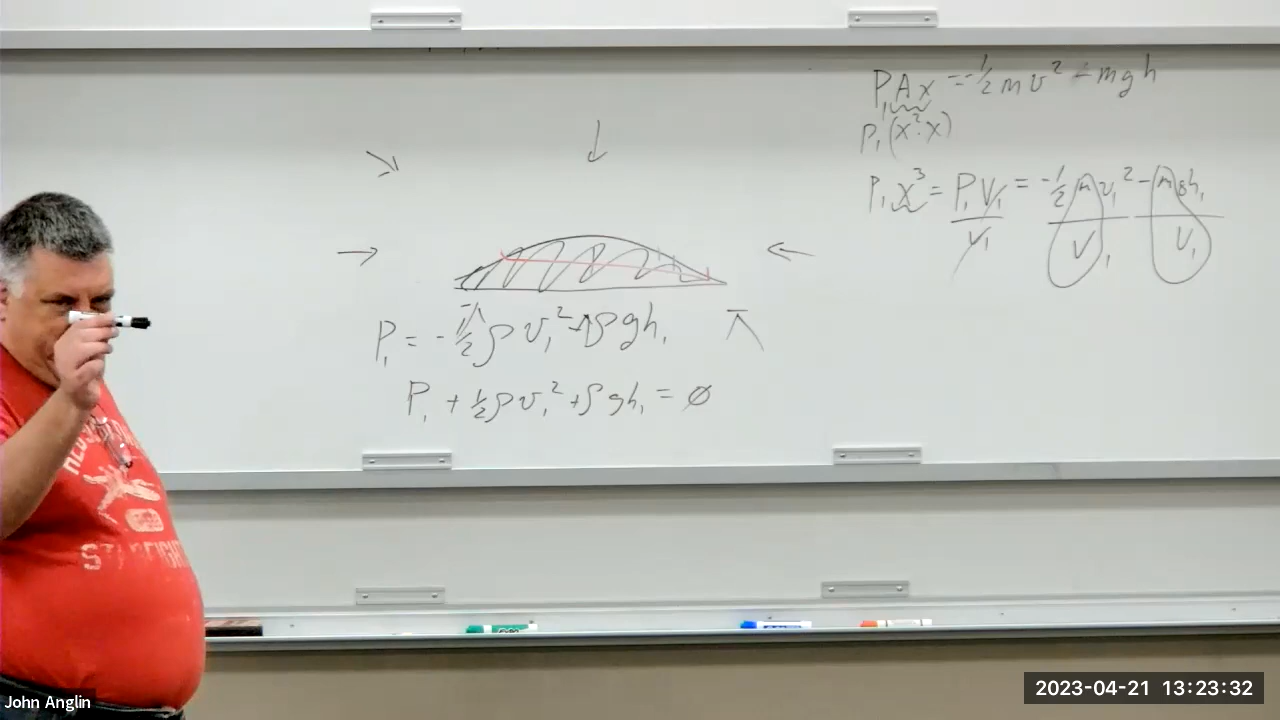 P₁Ax = -½mv² - mgh
P₁(x²·x)
P₁x³ = P₁V₁/V₁ = -½mv₁²/V₁ - mgh₁/V₁
P₁ = -½ρv₁² - ρgh₁
P₁ + ½ρv₁² + ρgh₁ = ∅
EXPO
John Anglin
2023-04-21 13:23:32